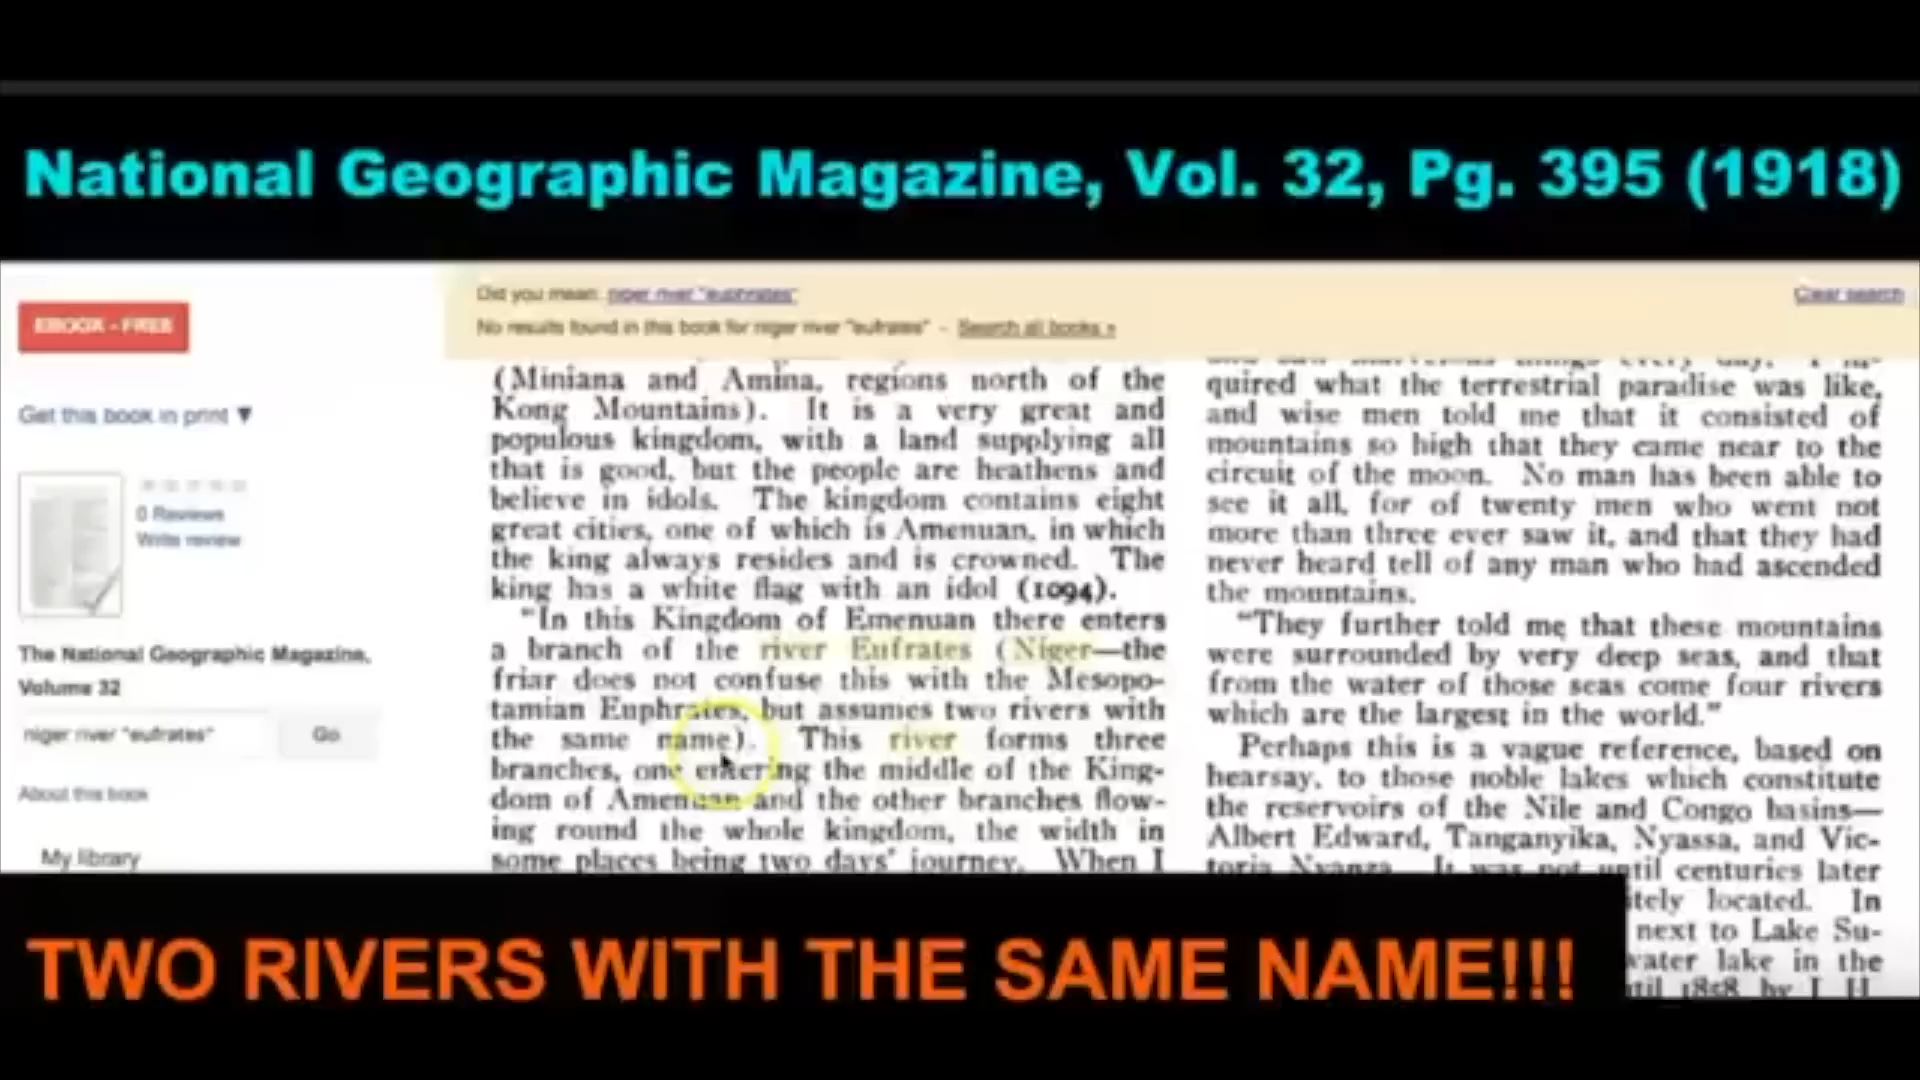 National Geographic Magazine, Vol. 32, Pg. 395 (1918)
Did you mean: niger river "euphrates"
Clear search
No results found in this book for niger river "eufrates" - Search all books »
EBOOK - FREE
Get this book in print ▼
0 Reviews
Write review
The National Geographic Magazine,
Volume 32
niger river "eufrates"
Go
About this book
My library
(Miniana and Amina, regions north of the
Kong Mountains). It is a very great and
populous kingdom, with a land supplying all
that is good, but the people are heathens and
believe in idols. The kingdom contains eight
great cities, one of which is Amenuan, in which
the king always resides and is crowned. The
king has a white flag with an idol (1094).
"In this Kingdom of Emenuan there enters
a branch of the river Eufrates (Niger—the
friar does not confuse this with the Mesopo-
tamian Euphrates, but assumes two rivers with
the same name). This river forms three
branches, one entering the middle of the King-
dom of Amenuan and the other branches flow-
ing round the whole kingdom, the width in
some places being two days' journey. When I
things every day. I in-
quired what the terrestrial paradise was like,
and wise men told me that it consisted of
mountains so high that they came near to the
circuit of the moon. No man has been able to
see it all, for of twenty men who went not
more than three ever saw it, and that they had
never heard tell of any man who had ascended
the mountains.
"They further told me that these mountains
were surrounded by very deep seas, and that
from the water of those seas come four rivers
which are the largest in the world."
Perhaps this is a vague reference, based on
hearsay, to those noble lakes which constitute
the reservoirs of the Nile and Congo basins—
Albert Edward, Tanganyika, Nyassa, and Vic-
toria Nyanza. It was not until centuries later
tely located. In
next to Lake Su-
water lake in the
til 1858 by J. H.
TWO RIVERS WITH THE SAME NAME!!!